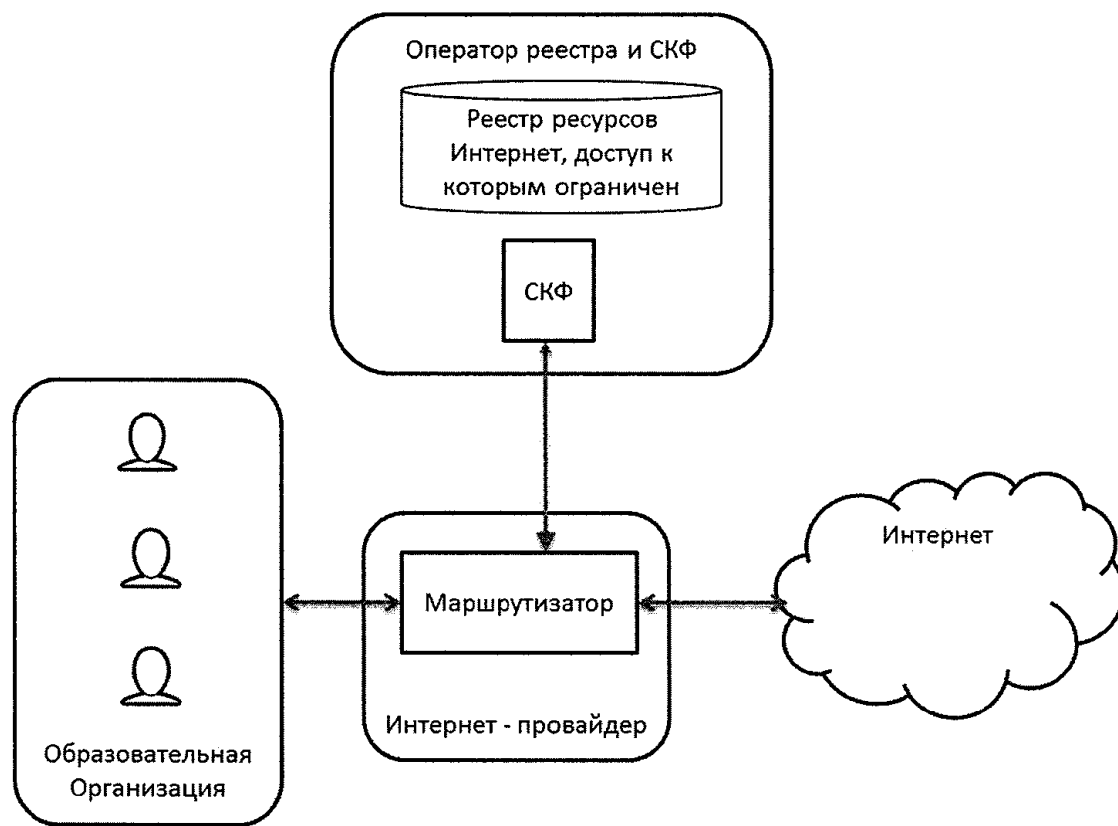 Оператор реестра и СКФ
Реестр ресурсов
Интернет, доступ к
которым ограничен
СКФ
Интернет
Маршрутизатор
Интернет - провайдер
Образовательная
Организация